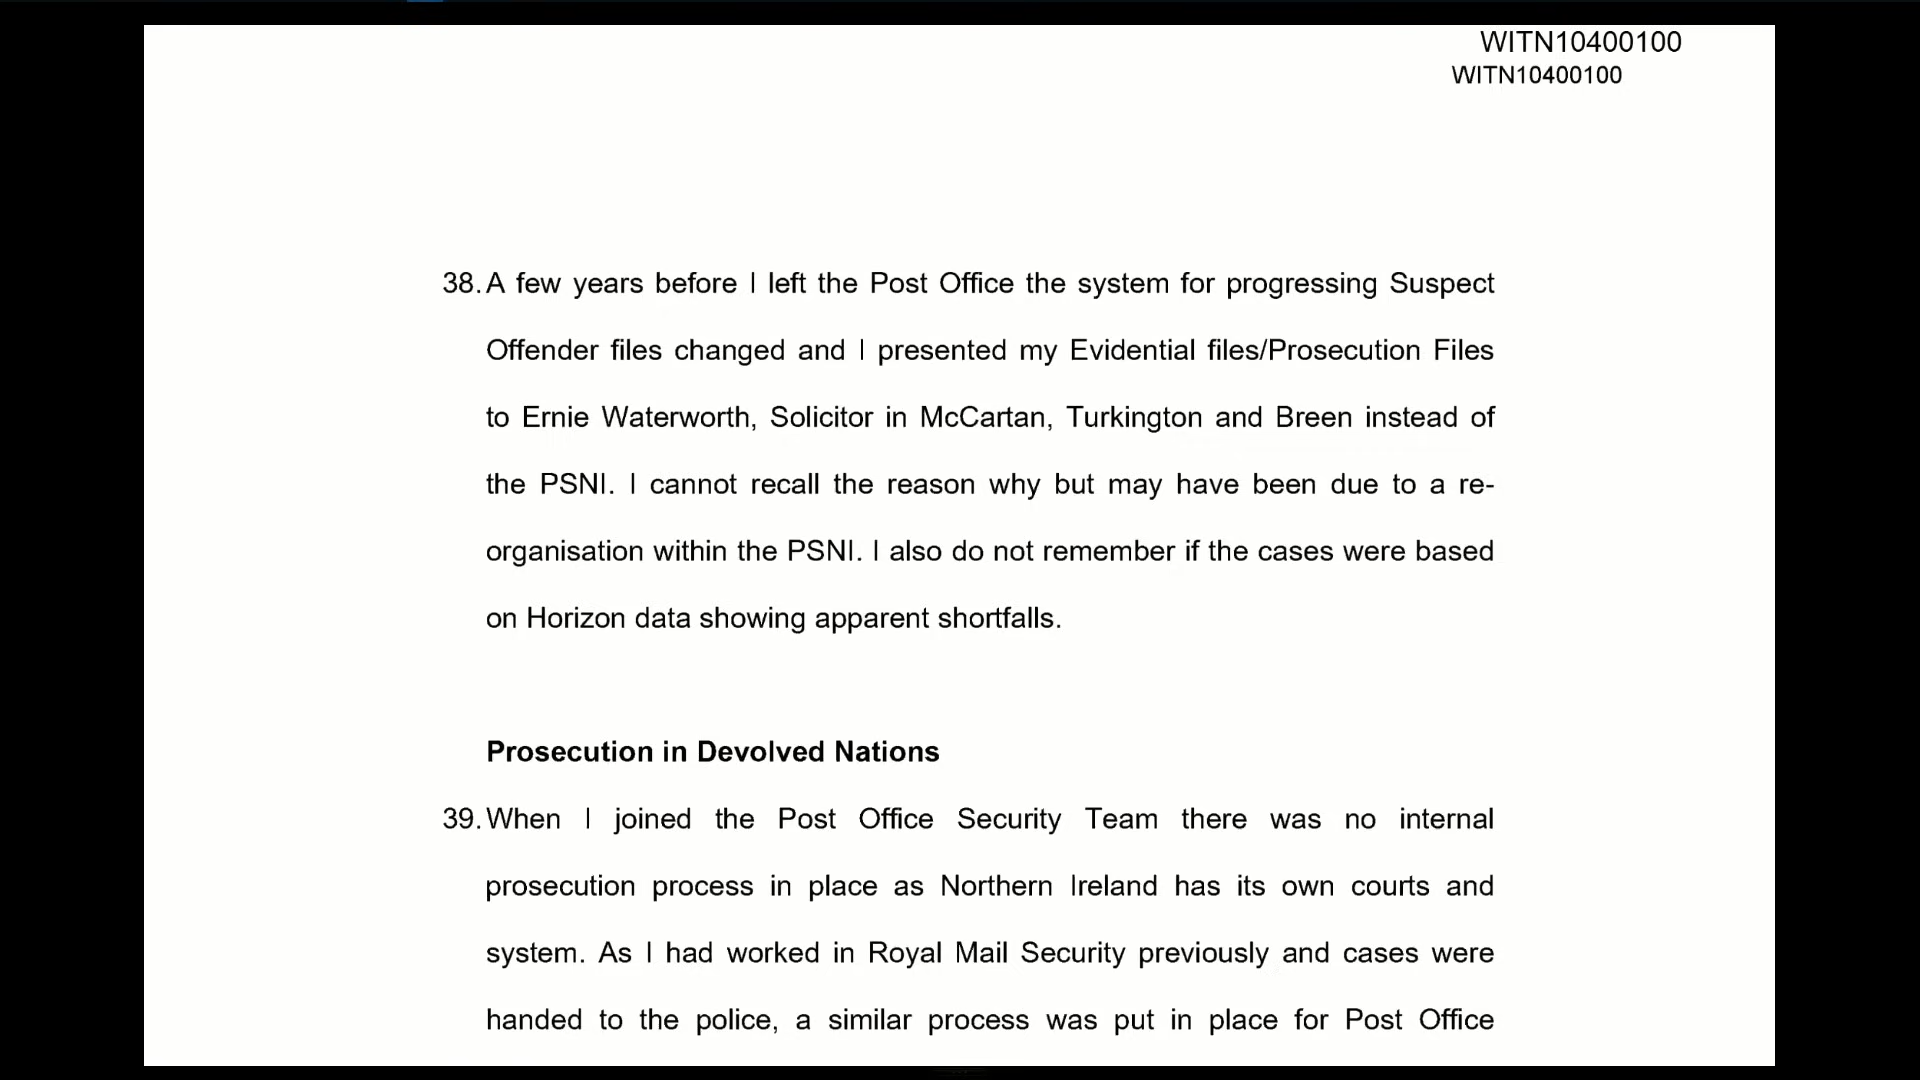 WITN10400100
WITN10400100
38. A few years before I left the Post Office the system for progressing Suspect
Offender files changed and I presented my Evidential files/Prosecution Files
to Ernie Waterworth, Solicitor in McCartan, Turkington and Breen instead of
the PSNI. I cannot recall the reason why but may have been due to a re-
organisation within the PSNI. I also do not remember if the cases were based
on Horizon data showing apparent shortfalls.
Prosecution in Devolved Nations
39. When I joined the Post Office Security Team there was no internal
prosecution process in place as Northern Ireland has its own courts and
system. As I had worked in Royal Mail Security previously and cases were
handed to the police, a similar process was put in place for Post Office